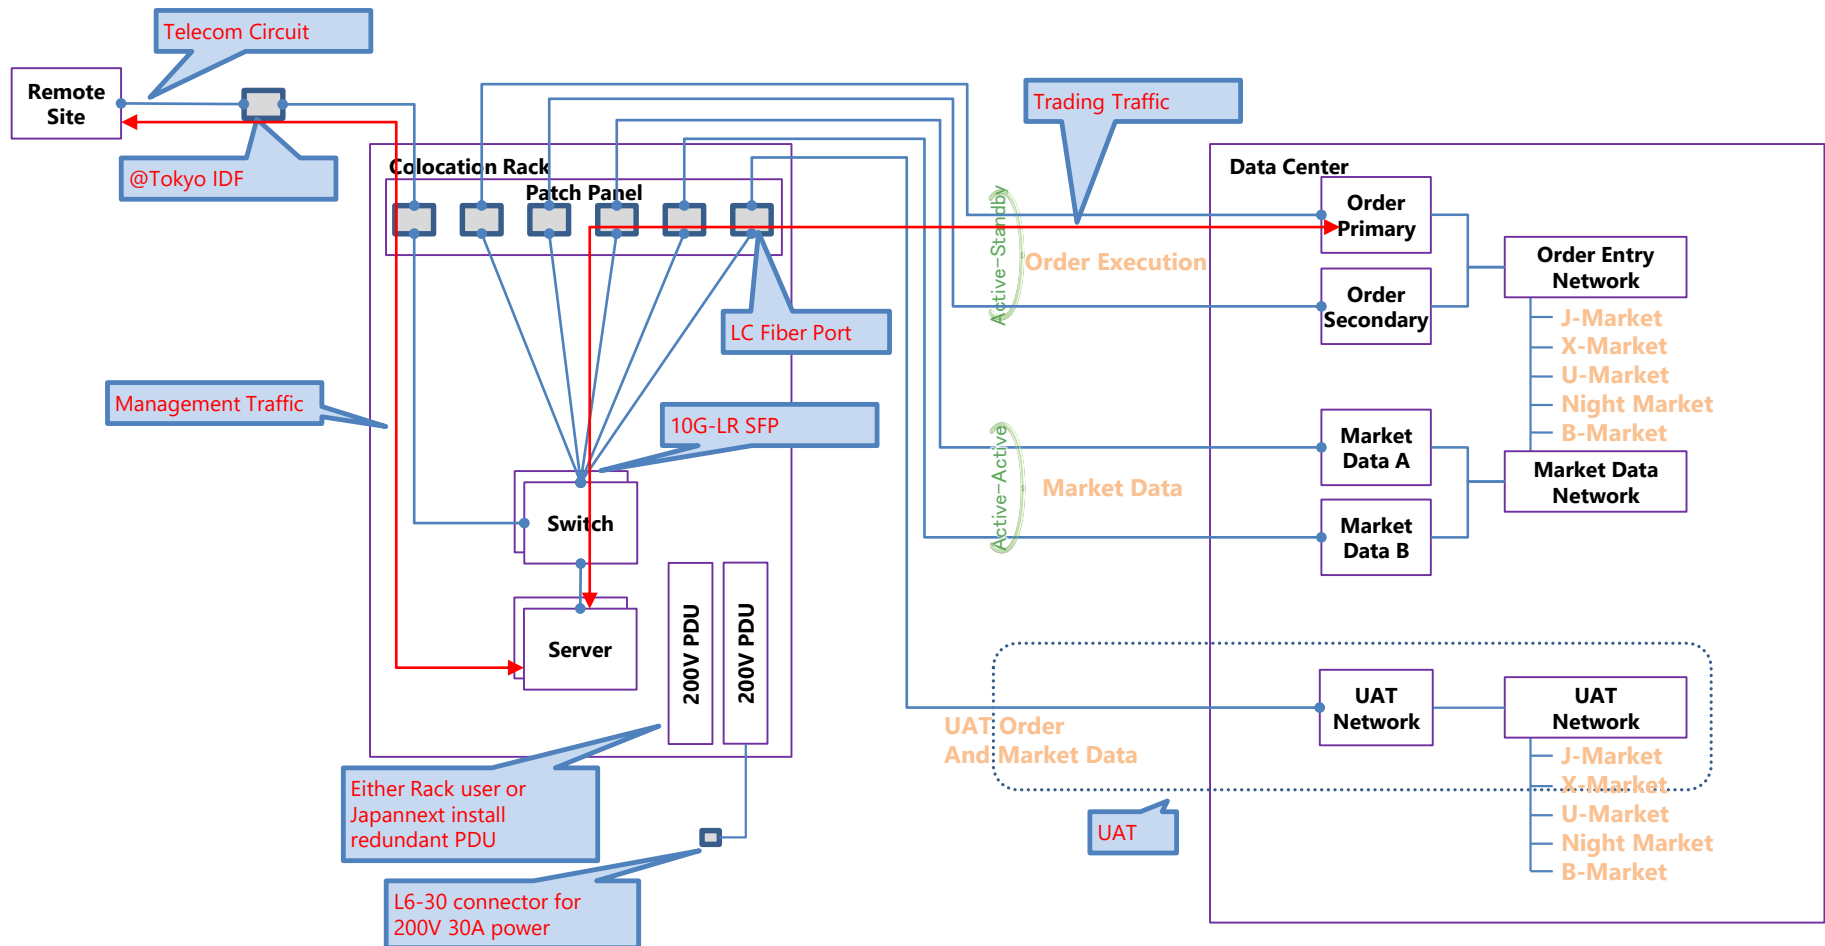 Telecom Circuit
Remote
Site
@Tokyo IDF
Trading Traffic
Colocation Rack
Patch Panel
Data Center
Active-Standby
Order Execution
Order
Primary
Order
Secondary
Order Entry
Network
J-Market
X-Market
U-Market
Night Market
B-Market
LC Fiber Port
Management Traffic
10G-LR SFP
Active-Active
Market Data
Market
Data A
Market
Data B
Market Data
Network
Switch
Server
200V PDU
200V PDU
UAT Order
And Market Data
UAT
Network
UAT
Network
J-Market
X-Market
U-Market
Night Market
B-Market
UAT
Either Rack user or
Japannext install
redundant PDU
L6-30 connector for
200V 30A power